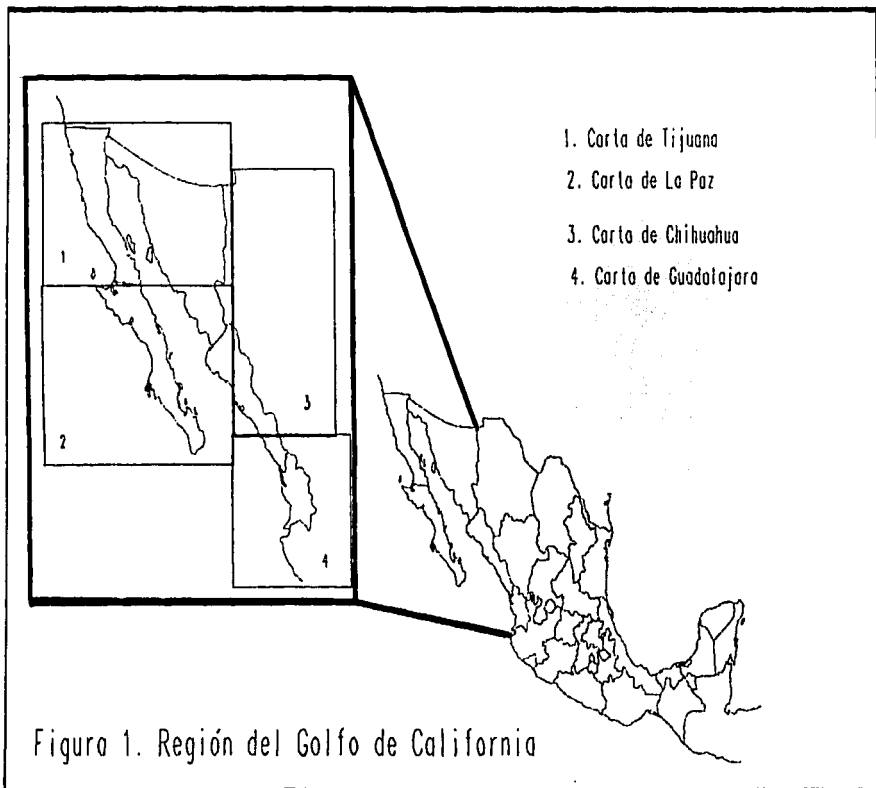 1. Carta de Tijuana
2. Carta de La Paz
3. Carta de Chihuahua
4. Carta de Guadalajara
1
2
3
4
Figura 1. Región del Golfo de California